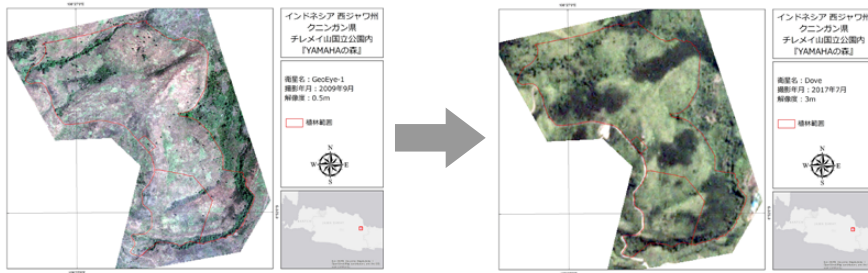 インドネシア 西ジャワ州
クニンガン県
チレメイ山国立公園内
『YAMAHAの森』
衛星名：GeoEye-1
撮影年月：2009年9月
解像度：0.5m
植林範囲
N
W E
S
インドネシア 西ジャワ州
クニンガン県
チレメイ山国立公園内
『YAMAHAの森』
衛星名：Dove
撮影年月：2017年7月
解像度：3m
植林範囲
N
W E
S